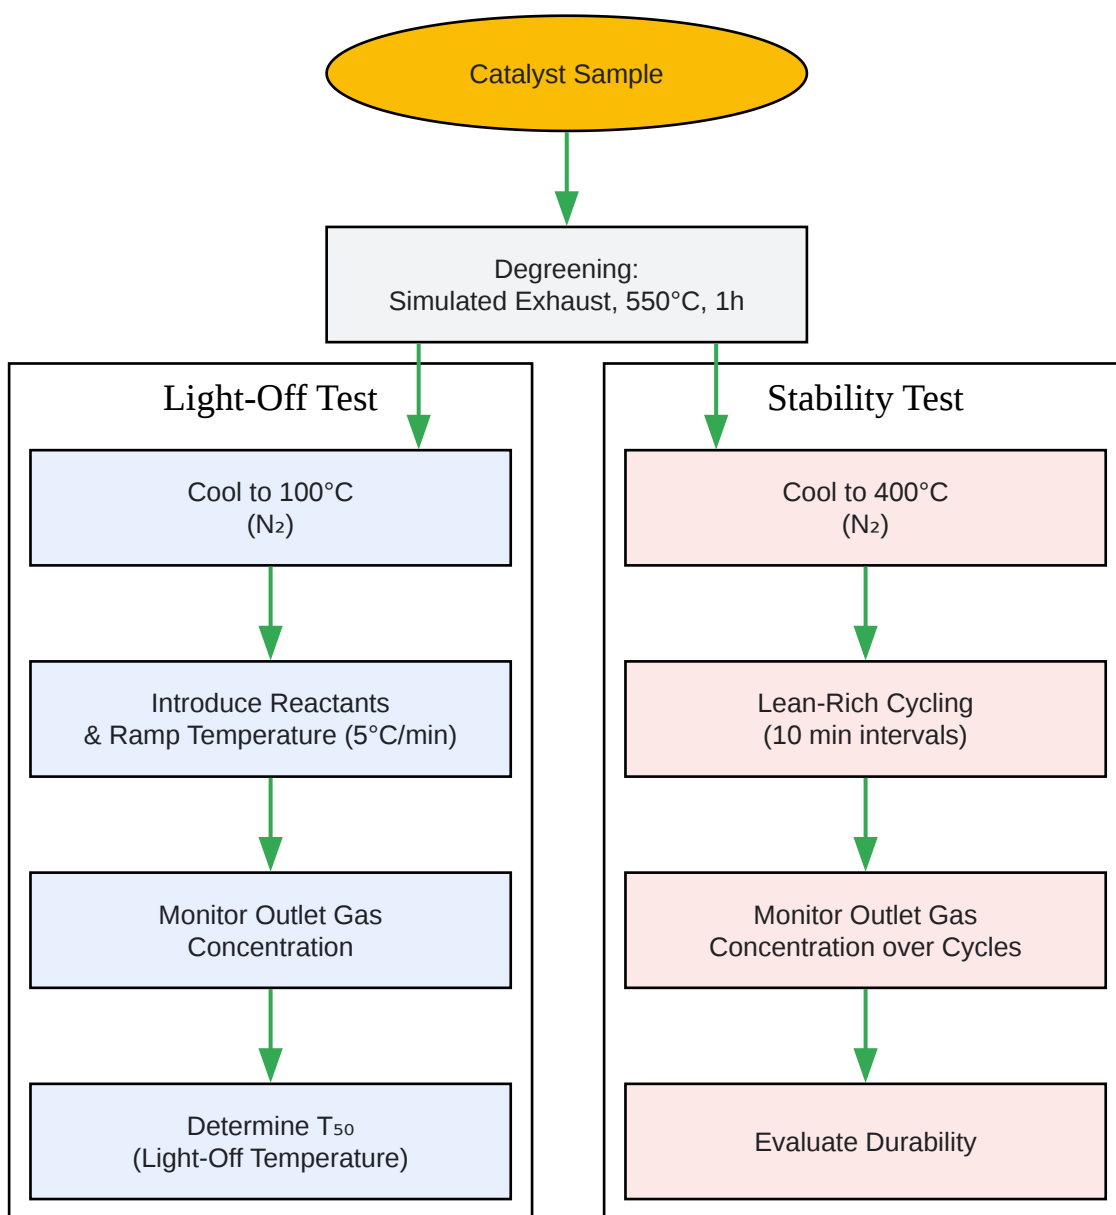 Catalyst Sample
Degreening:
Simulated Exhaust, 550°C, 1h
Light-Off Test
Cool to 100°C
(N₂)
Introduce Reactants
& Ramp Temperature (5°C/min)
Monitor Outlet Gas
Concentration
Determine T₅₀
(Light-Off Temperature)
Stability Test
Cool to 400°C
(N₂)
Lean-Rich Cycling
(10 min intervals)
Monitor Outlet Gas
Concentration over Cycles
Evaluate Durability